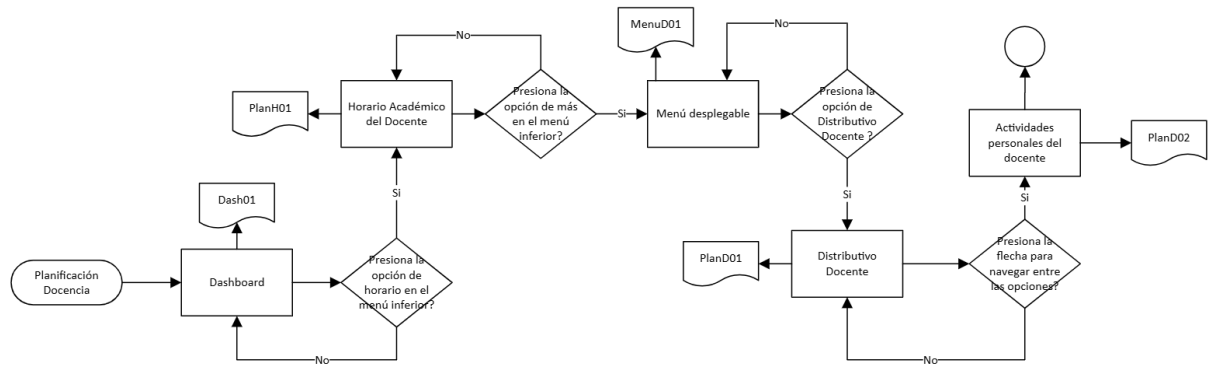 Planificación
Docencia
Dash01
Dashboard
Presiona la
opción de
horario en el
menú inferior?
No
Si
PlanH01
Horario Académico
del Docente
No
Presiona la
opción de más
en el menú
inferior?
Si
MenuD01
Menú desplegable
No
Presiona la
opción de
Distributivo
Docente ?
Si
PlanD01
Distributivo
Docente
Presiona la
flecha para
navegar entre
las opciones?
No
Si
Actividades
personales del
docente
PlanD02